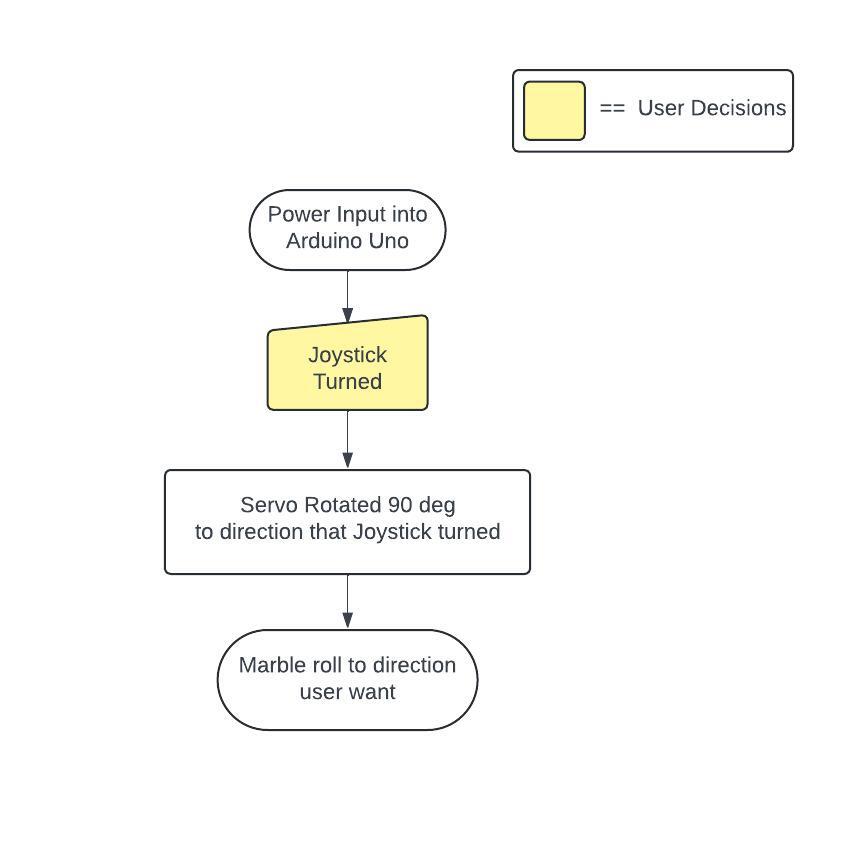 == User Decisions
Power Input into
Arduino Uno
Joystick
Turned
Servo Rotated 90 deg
to direction that Joystick turned
Marble roll to direction
user want